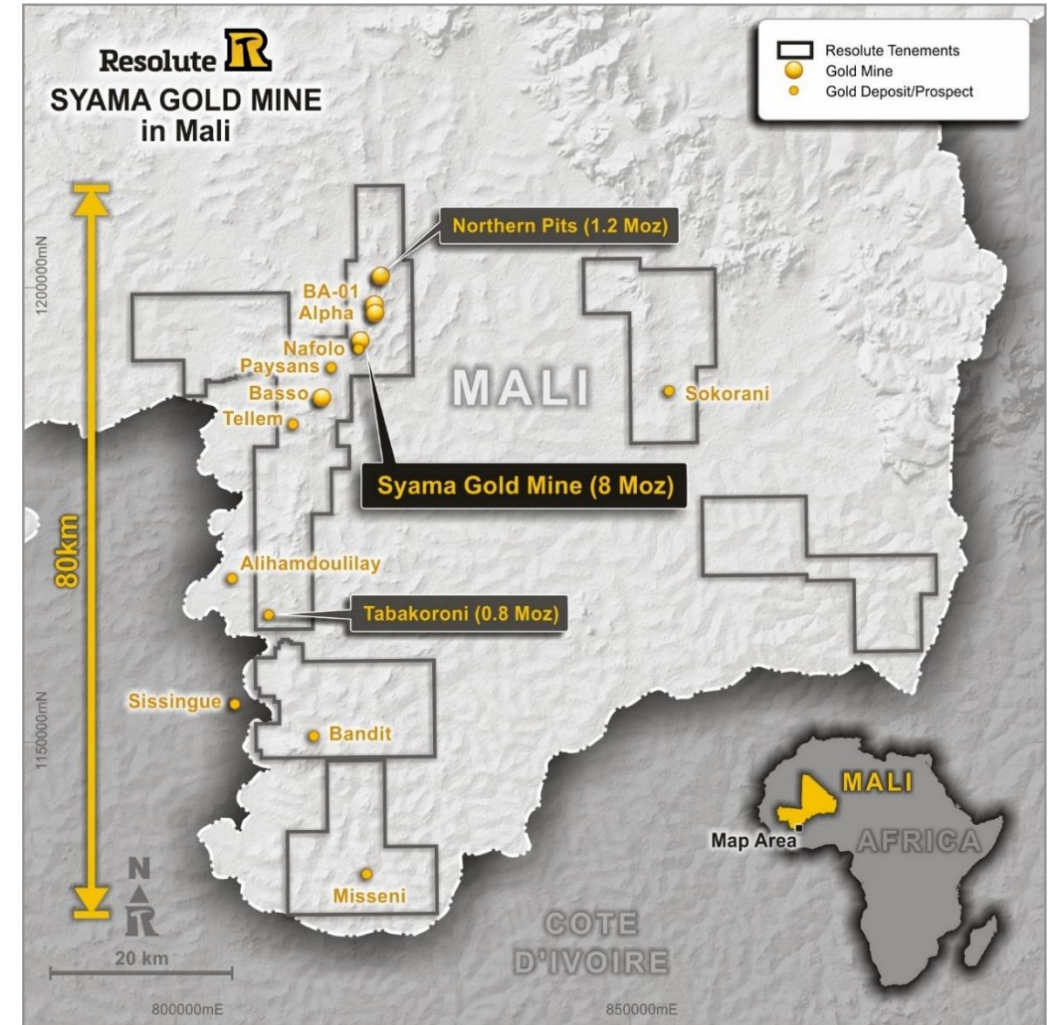 Resolute R
SYAMA GOLD MINE
in Mali
Resolute Tenements
Gold Mine
Gold Deposit/Prospect
Northern Pits (1.2 Moz)
1200000mN
BA-01
Alpha
Nafolo
Paysans
MALI
Basso
Sokorani
Tellem
Syama Gold Mine (8 Moz)
80km
Alihamdoulilay
Tabakoroni (0.8 Moz)
Sissingue
Bandit
1150000mN
MALI
Map Area
AFRICA
N
R
Misseni
COTE
D'IVOIRE
20 km
800000mE
850000mE